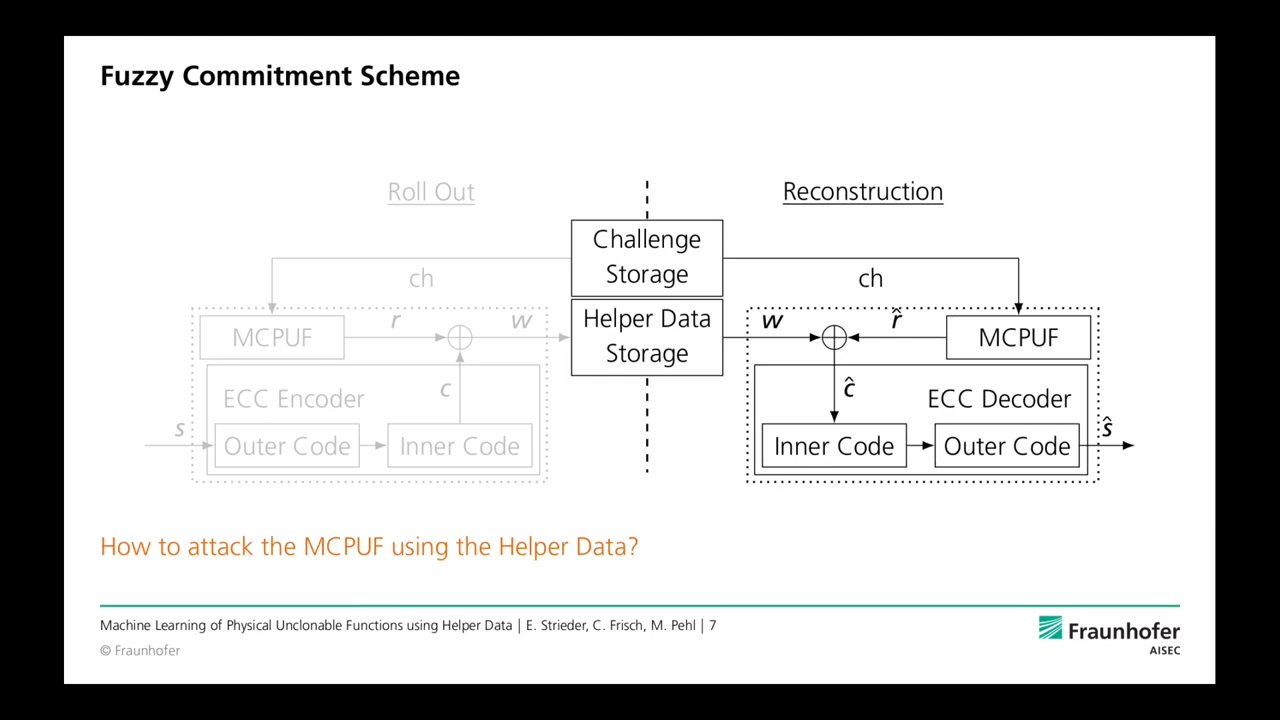 Fuzzy Commitment Scheme
Roll Out
Reconstruction
Challenge
Storage
ch
ch
Helper Data
Storage
MCPUF
r
w
w
r̂
MCPUF
c
ĉ
ECC Encoder
ECC Decoder
s
Outer Code
Inner Code
Inner Code
Outer Code
ŝ
How to attack the MCPUF using the Helper Data?
Machine Learning of Physical Unclonable Functions using Helper Data | E. Strieder, C. Frisch, M. Pehl | 7
© Fraunhofer
Fraunhofer
AISEC